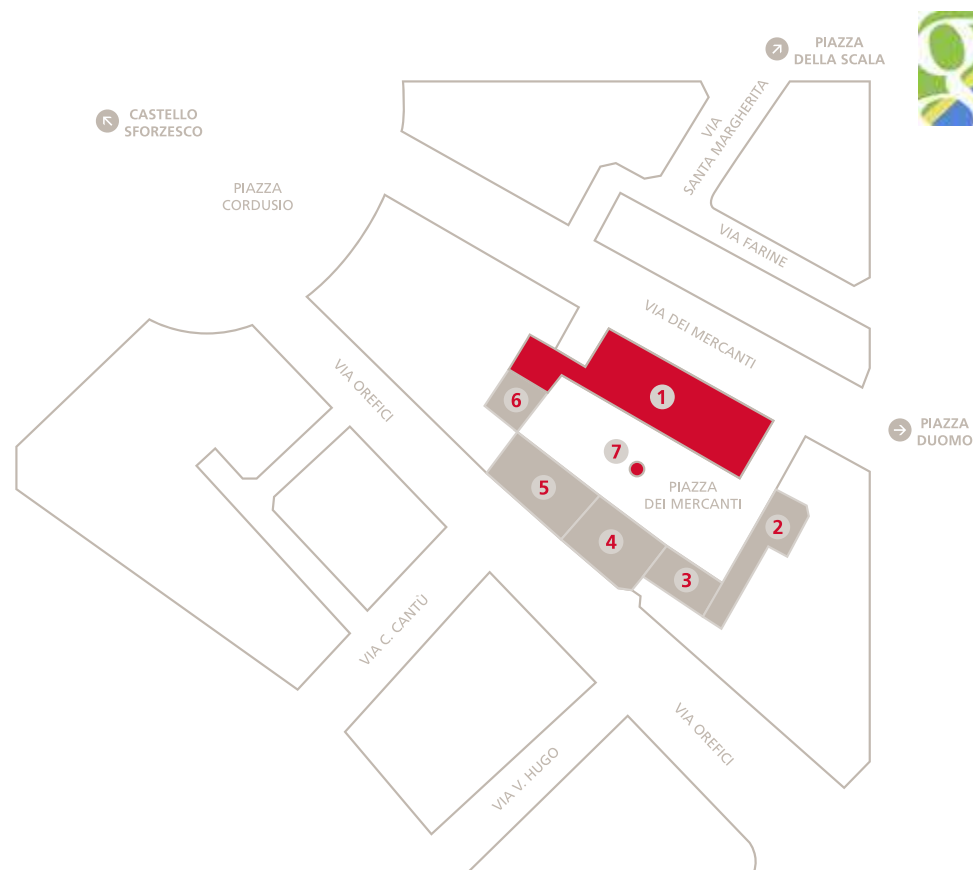 PIAZZA
DELLA SCALA
CASTELLO
SFORZESCO
VIA
SANTA MARGHERITA
PIAZZA
CORDUSIO
VIA FARINE
VIA DEI MERCANTI
VIA OREFICI
6
1
PIAZZA
DUOMO
7
5
PIAZZA
DEI MERCANTI
2
4
3
VIA C. CANTÙ
VIA OREFICI
VIA V. HUGO